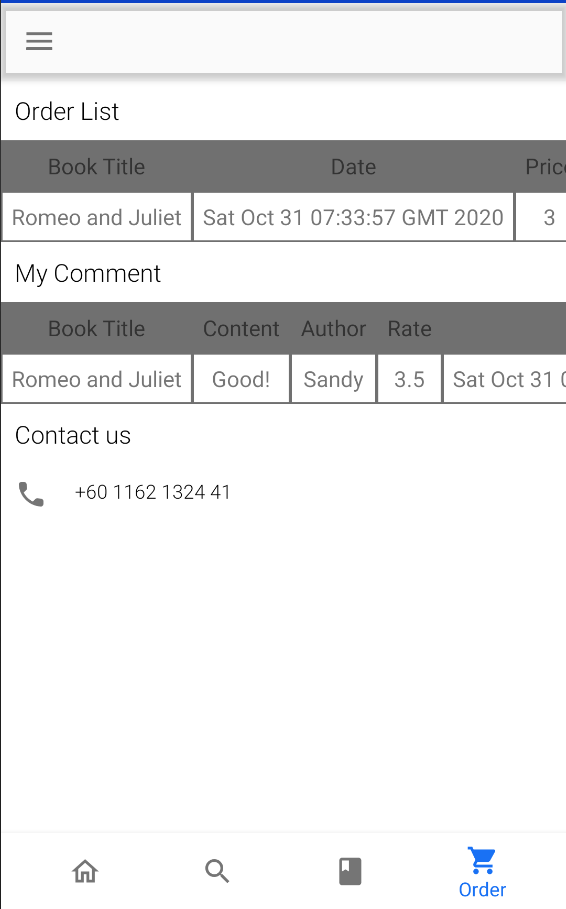 Order List
Book Title Date Pric
Romeo and Juliet Sat Oct 31 07:33:57 GMT 2020 3
My Comment
Book Title Content Author Rate
Romeo and Juliet Good! Sandy 3.5 Sat Oct 31 0
Contact us
+60 1162 1324 41
Order